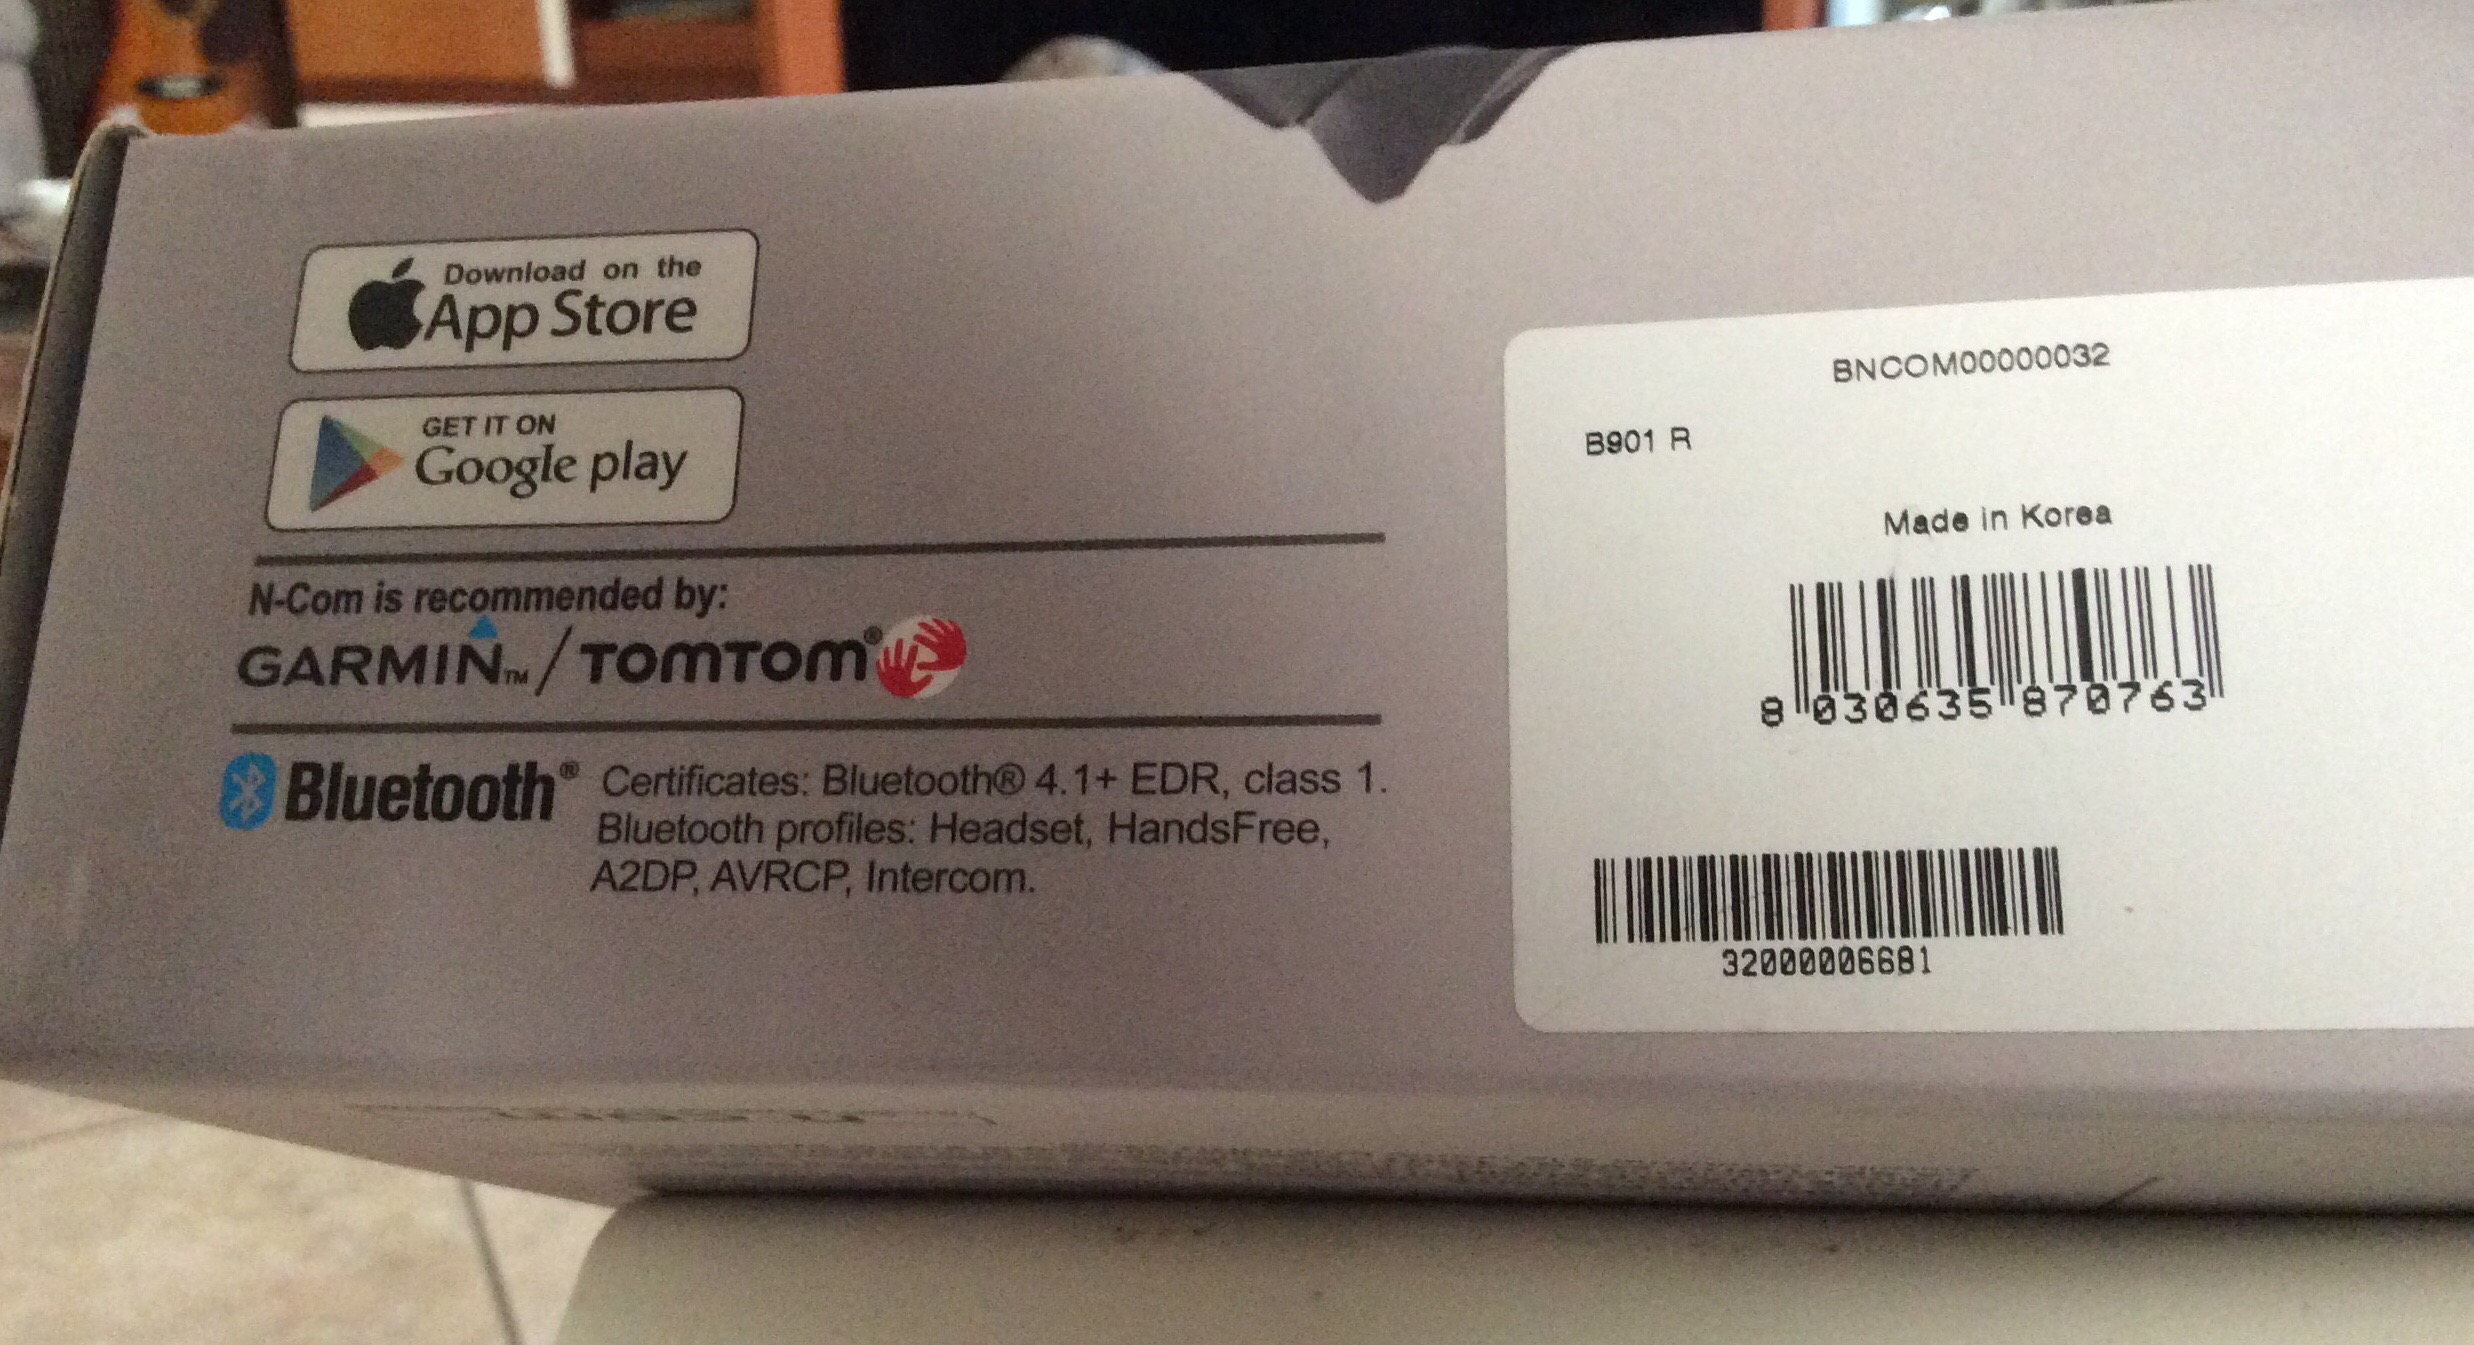 Download on the
App Store
GET IT ON
Google play
N-Com is recommended by:
GARMIN™ / TOMTOM®
Bluetooth®
Certificates: Bluetooth® 4.1+ EDR, class 1.
Bluetooth profiles: Headset, HandsFree,
A2DP, AVRCP, Intercom.
BNCOM00000032
B901 R
Made in Korea
8 030635 870763
32000006681